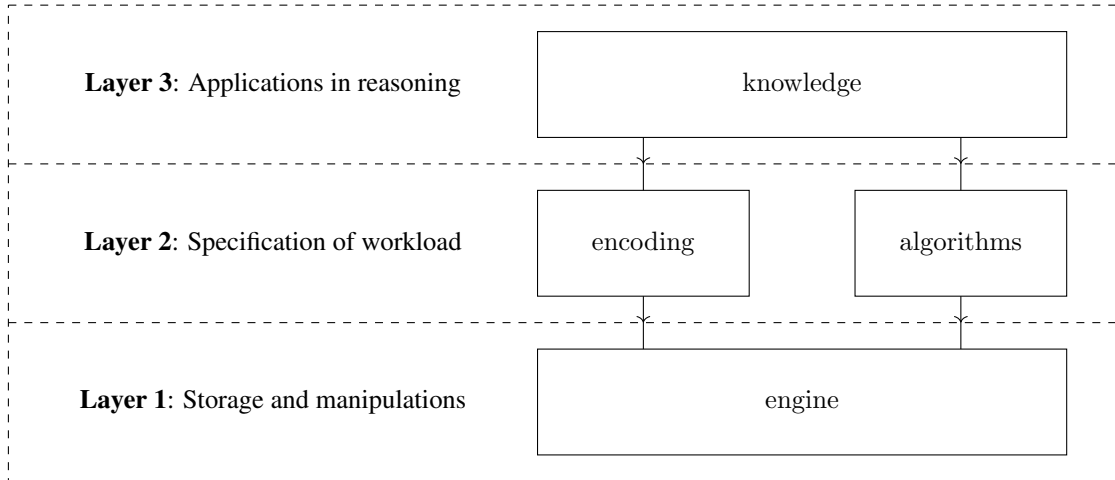 Layer 3: Applications in reasoning
knowledge
Layer 2: Specification of workload
encoding
algorithms
Layer 1: Storage and manipulations
engine